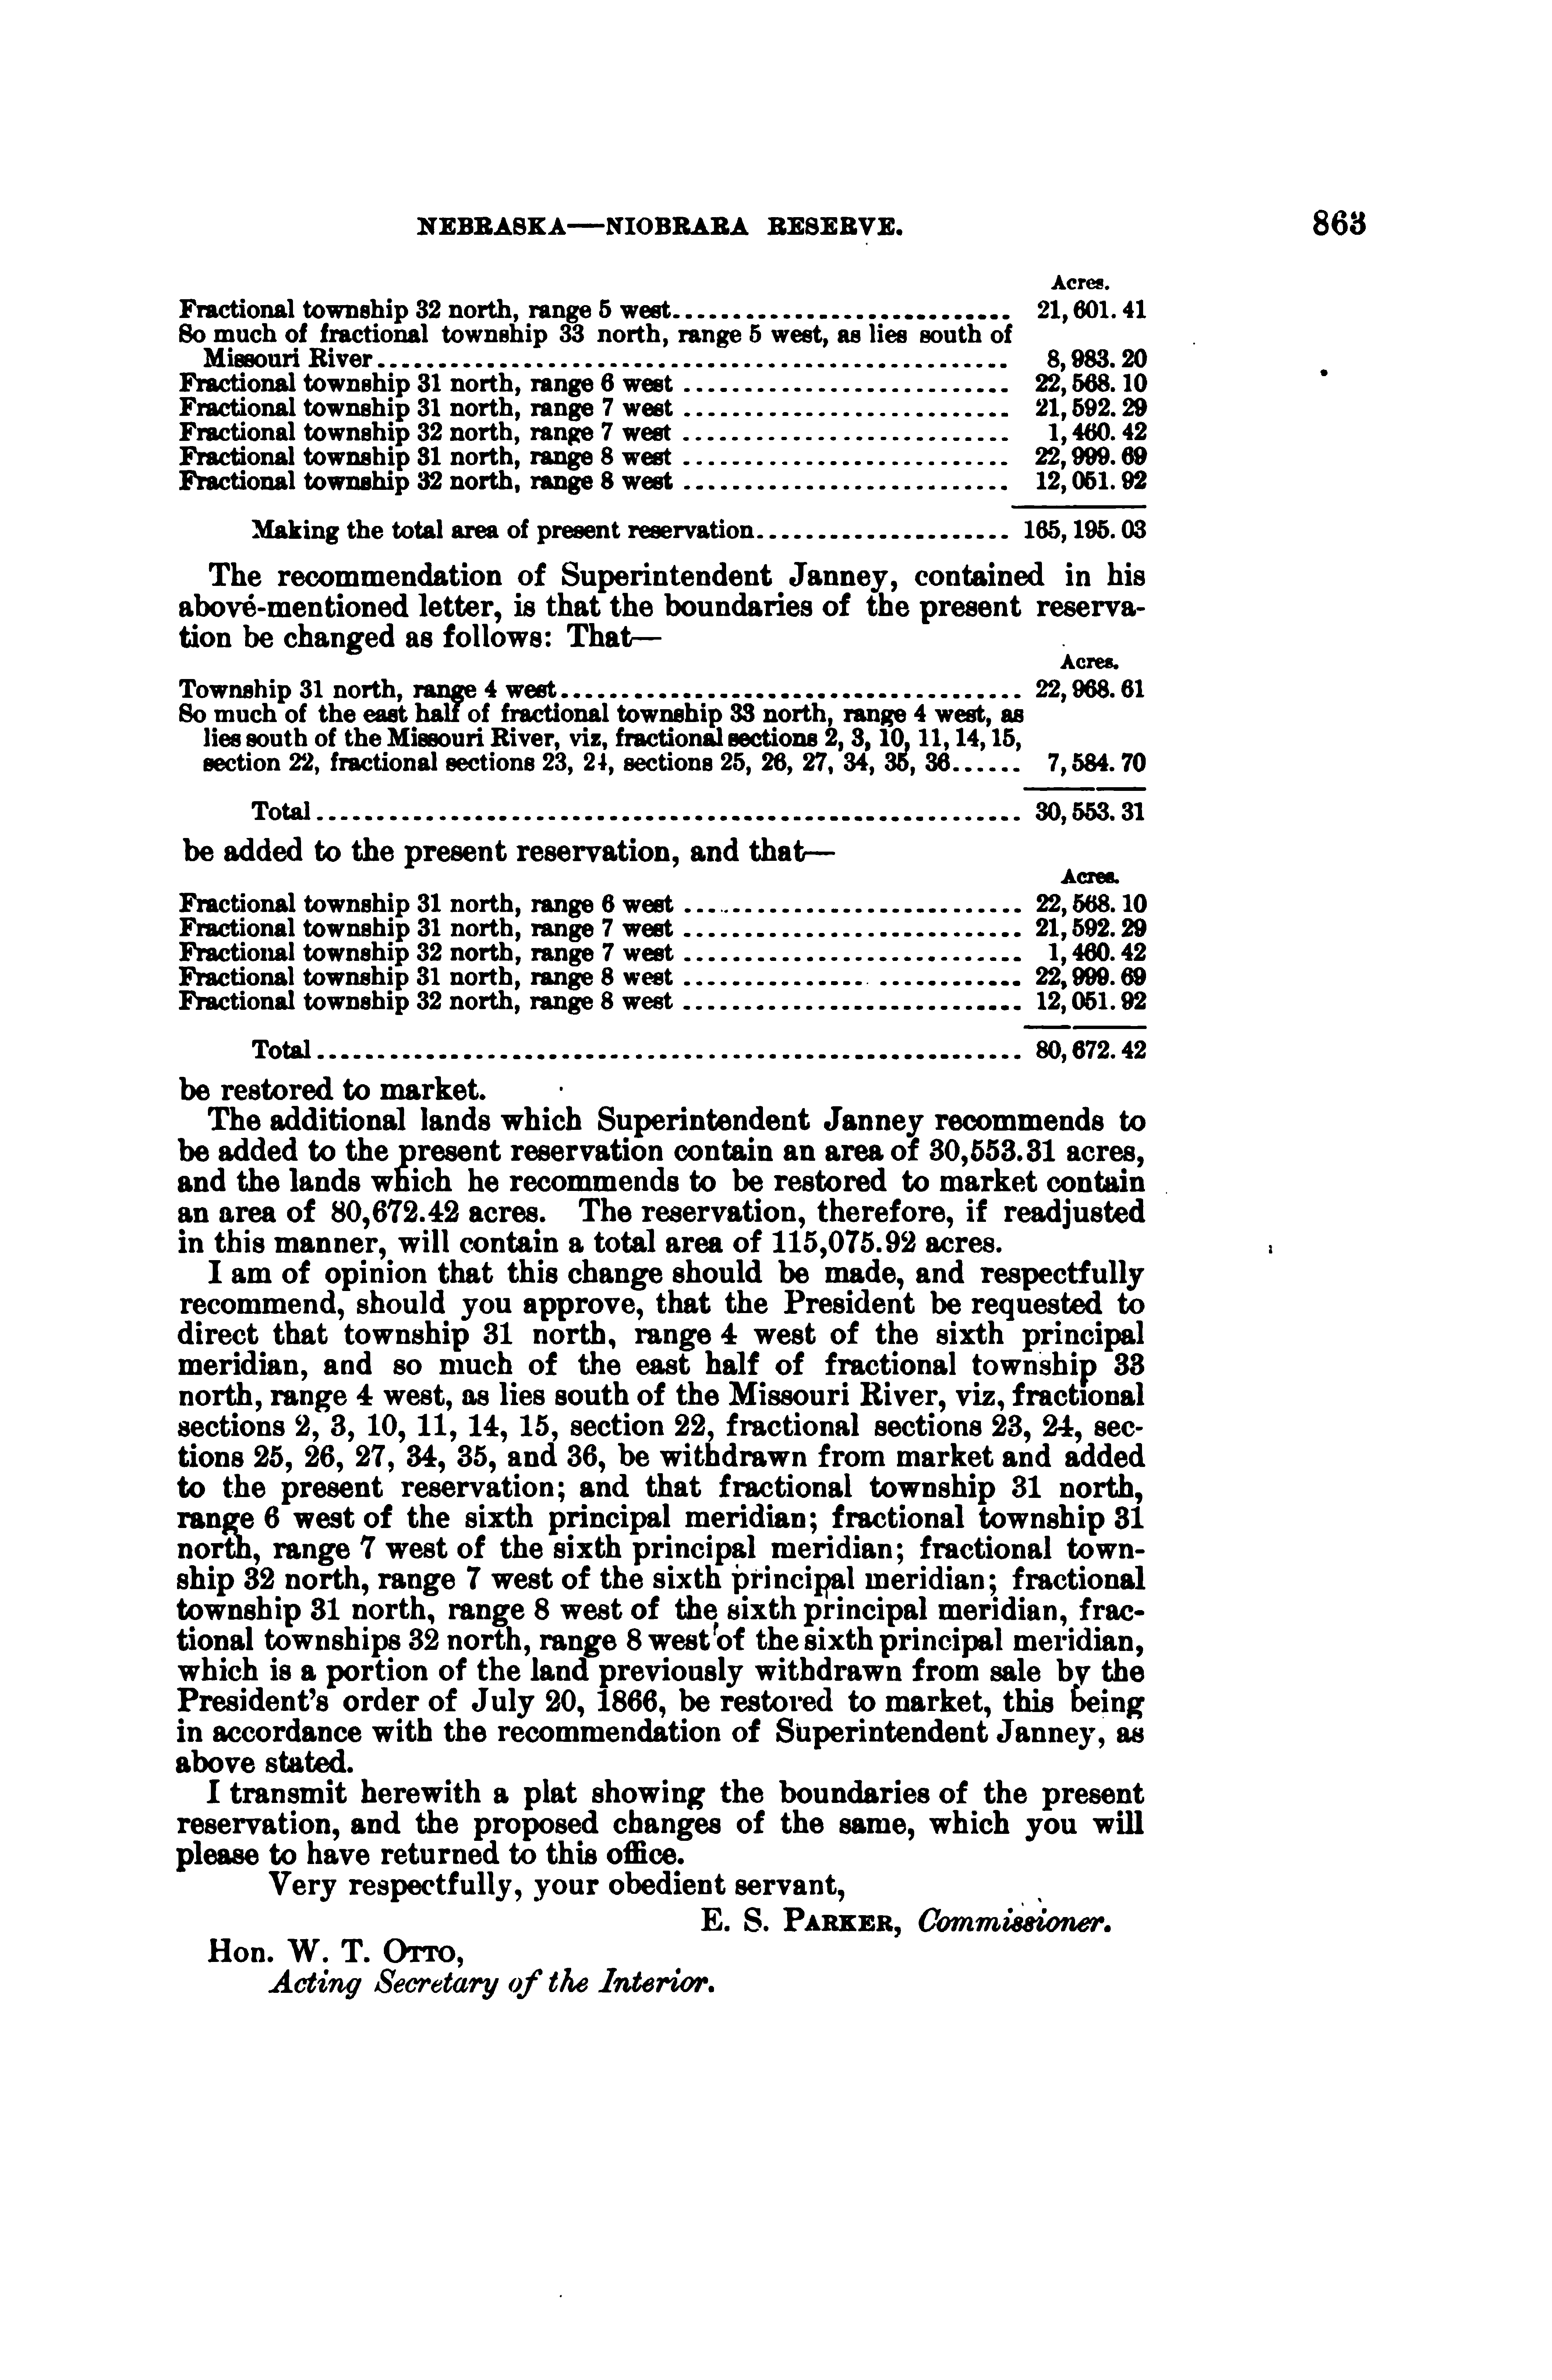 NEBRASKA—NIOBRARA RESERVE. 863
Acres.
Fractional township 32 north, range 5 west............................ 21,601.41
So much of fractional township 33 north, range 5 west, as lies south of
Missouri River.................................................... 8,983.20
Fractional township 31 north, range 6 west ........................... 22,568.10
Fractional township 31 north, range 7 west ........................... 21,592.29
Fractional township 32 north, range 7 west ........................... 1,460.42
Fractional township 31 north, range 8 west ........................... 22,999.69
Fractional township 32 north, range 8 west ........................... 12,051.92
Making the total area of present reservation..................... 165,195.03
The recommendation of Superintendent Janney, contained in his
above-mentioned letter, is that the boundaries of the present reserva-
tion be changed as follows: That—
Acres.
Township 31 north, range 4 west...................................... 22,968.61
So much of the east half of fractional township 33 north, range 4 west, as
lies south of the Missouri River, viz, fractional sections 2, 3, 10, 11, 14, 15,
section 22, fractional sections 23, 24, sections 25, 26, 27, 34, 35, 36...... 7,584.70
Total.......................................................... 30,553.31
be added to the present reservation, and that—
Acres.
Fractional township 31 north, range 6 west ............................ 22,568.10
Fractional township 31 north, range 7 west ............................ 21,592.29
Fractional township 32 north, range 7 west ............................ 1,460.42
Fractional township 31 north, range 8 west ............................ 22,999.69
Fractional township 32 north, range 8 west ............................ 12,051.92
Total.......................................................... 80,672.42
be restored to market.
The additional lands which Superintendent Janney recommends to
be added to the present reservation contain an area of 30,553.31 acres,
and the lands which he recommends to be restored to market contain
an area of 80,672.42 acres. The reservation, therefore, if readjusted
in this manner, will contain a total area of 115,075.92 acres.
I am of opinion that this change should be made, and respectfully
recommend, should you approve, that the President be requested to
direct that township 31 north, range 4 west of the sixth principal
meridian, and so much of the east half of fractional township 33
north, range 4 west, as lies south of the Missouri River, viz, fractional
sections 2, 3, 10, 11, 14, 15, section 22, fractional sections 23, 24, sec-
tions 25, 26, 27, 34, 35, and 36, be withdrawn from market and added
to the present reservation; and that fractional township 31 north,
range 6 west of the sixth principal meridian; fractional township 31
north, range 7 west of the sixth principal meridian; fractional town-
ship 32 north, range 7 west of the sixth principal meridian; fractional
township 31 north, range 8 west of the sixth principal meridian, frac-
tional townships 32 north, range 8 west of the sixth principal meridian,
which is a portion of the land previously withdrawn from sale by the
President's order of July 20, 1866, be restored to market, this being
in accordance with the recommendation of Superintendent Janney, as
above stated.
I transmit herewith a plat showing the boundaries of the present
reservation, and the proposed changes of the same, which you will
please to have returned to this office.
Very respectfully, your obedient servant,
E. S. PARKER, Commissioner.
Hon. W. T. OTTO,
Acting Secretary of the Interior.